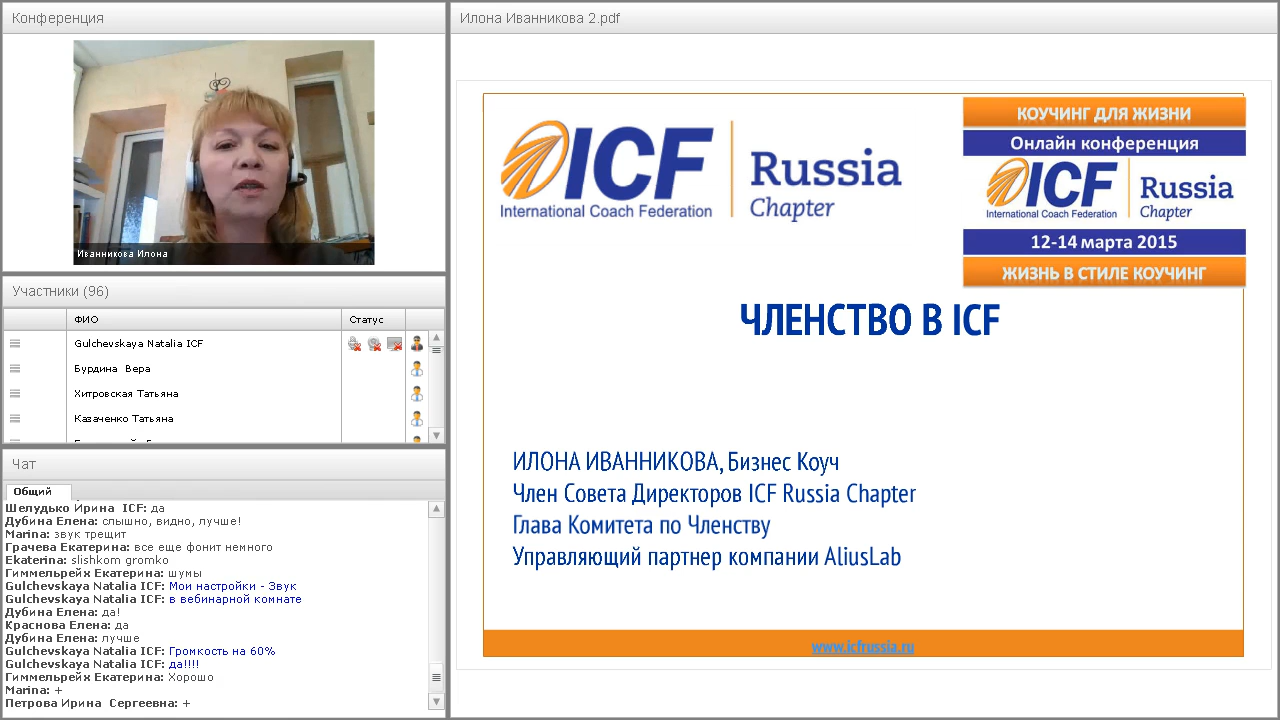 Конференция
Иванникова Илона
Участники (96)
ФИО
Статус
Gulchevskaya Natalia ICF
Бурдина Вера
Хитровская Татьяна
Казаченко Татьяна
Чат
Общий
Шелудько Ирина ICF: да
Дубина Елена: слышно, видно, лучше!
Marina: звук трещит
Грачева Екатерина: все еще фонит немного
Ekaterina: slishkom gromko
Гиммельрейх Екатерина: шумы
Gulchevskaya Natalia ICF: Мои настройки - Звук
Gulchevskaya Natalia ICF: в вебинарной комнате
Дубина Елена: да!
Краснова Елена: да
Дубина Елена: лучше
Gulchevskaya Natalia ICF: Громкость на 60%
Gulchevskaya Natalia ICF: да!!!!
Гиммельрейх Екатерина: Хорошо
Marina: +
Петрова Ирина Сергеевна: +
Илона Иванникова 2.pdf
ICF
International Coach Federation
Russia
Chapter
КОУЧИНГ ДЛЯ ЖИЗНИ
Онлайн конференция
ICF
International Coach Federation
Russia
Chapter
12-14 марта 2015
ЖИЗНЬ В СТИЛЕ КОУЧИНГ
ЧЛЕНСТВО В ICF
ИЛОНА ИВАННИКОВА, Бизнес Коуч
Член Совета Директоров ICF Russia Chapter
Глава Комитета по Членству
Управляющий партнер компании AliusLab
www.icfrussia.ru